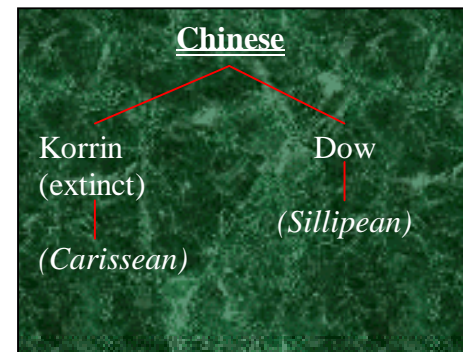 Chinese
Korrin
(extinct)
Dow
(Sillipean)
(Carissean)